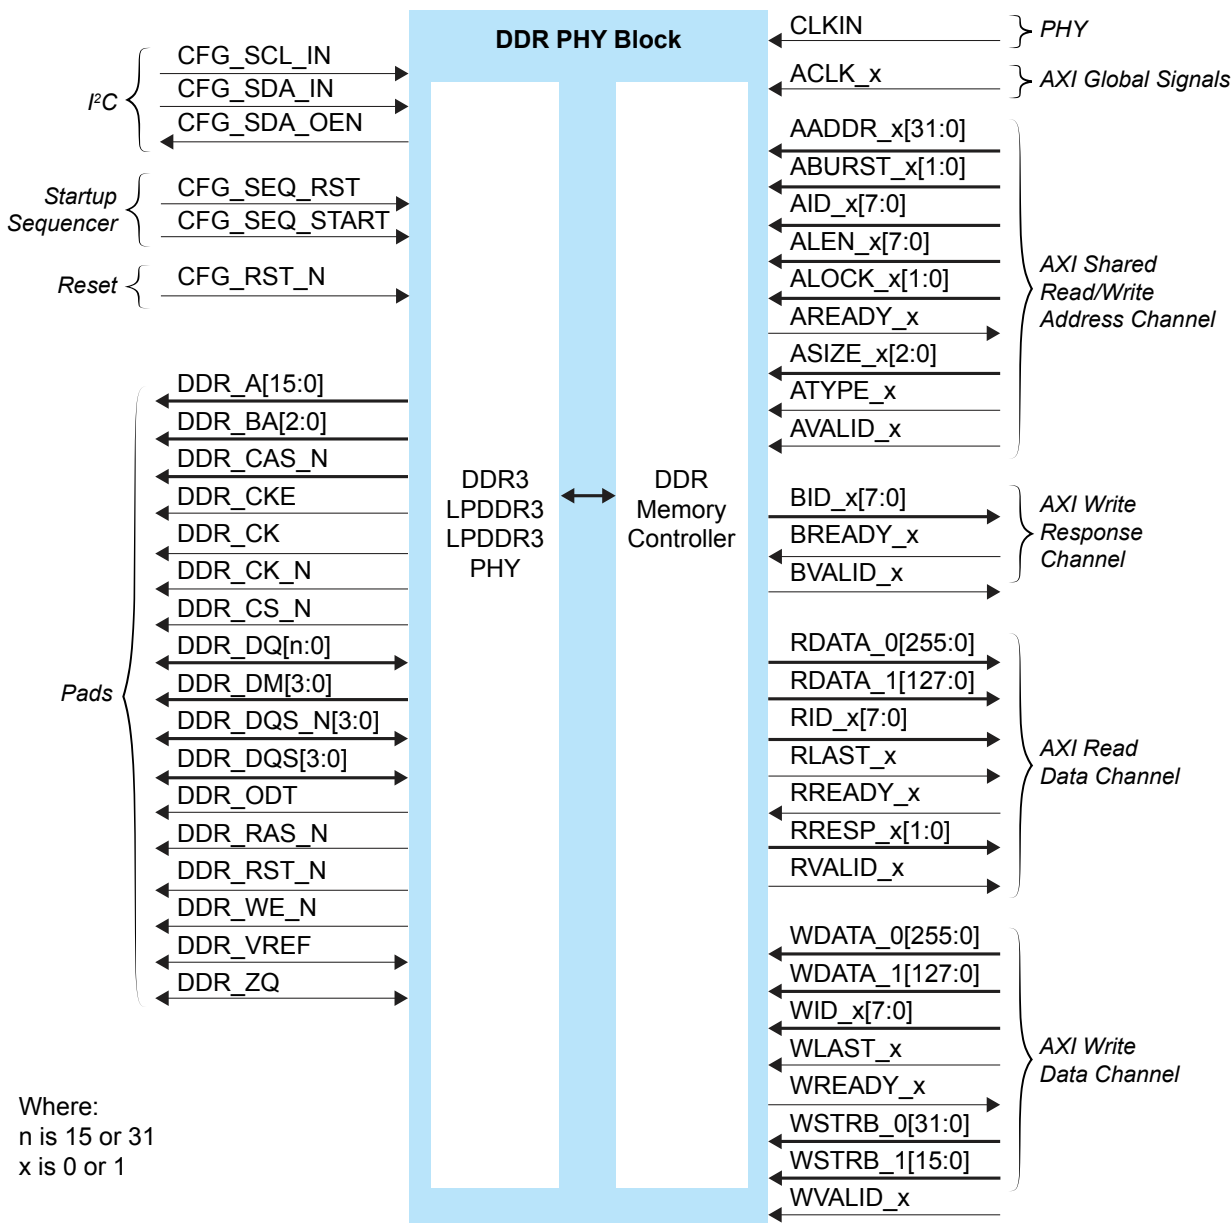 DDR PHY Block
I²C
CFG_SCL_IN
CFG_SDA_IN
CFG_SDA_OEN
Startup
Sequencer
CFG_SEQ_RST
CFG_SEQ_START
Reset
CFG_RST_N
Pads
DDR_A[15:0]
DDR_BA[2:0]
DDR_CAS_N
DDR_CKE
DDR_CK
DDR_CK_N
DDR_CS_N
DDR_DQ[n:0]
DDR_DM[3:0]
DDR_DQS_N[3:0]
DDR_DQS[3:0]
DDR_ODT
DDR_RAS_N
DDR_RST_N
DDR_WE_N
DDR_VREF
DDR_ZQ
Where:
n is 15 or 31
x is 0 or 1
DDR3
LPDDR3
LPDDR3
PHY
DDR
Memory
Controller
CLKIN
PHY
ACLK_x
AXI Global Signals
AADDR_x[31:0]
ABURST_x[1:0]
AID_x[7:0]
ALEN_x[7:0]
ALOCK_x[1:0]
AREADY_x
ASIZE_x[2:0]
ATYPE_x
AVALID_x
AXI Shared
Read/Write
Address Channel
BID_x[7:0]
BREADY_x
BVALID_x
AXI Write
Response
Channel
RDATA_0[255:0]
RDATA_1[127:0]
RID_x[7:0]
RLAST_x
RREADY_x
RRESP_x[1:0]
RVALID_x
AXI Read
Data Channel
WDATA_0[255:0]
WDATA_1[127:0]
WID_x[7:0]
WLAST_x
WREADY_x
WSTRB_0[31:0]
WSTRB_1[15:0]
WVALID_x
AXI Write
Data Channel